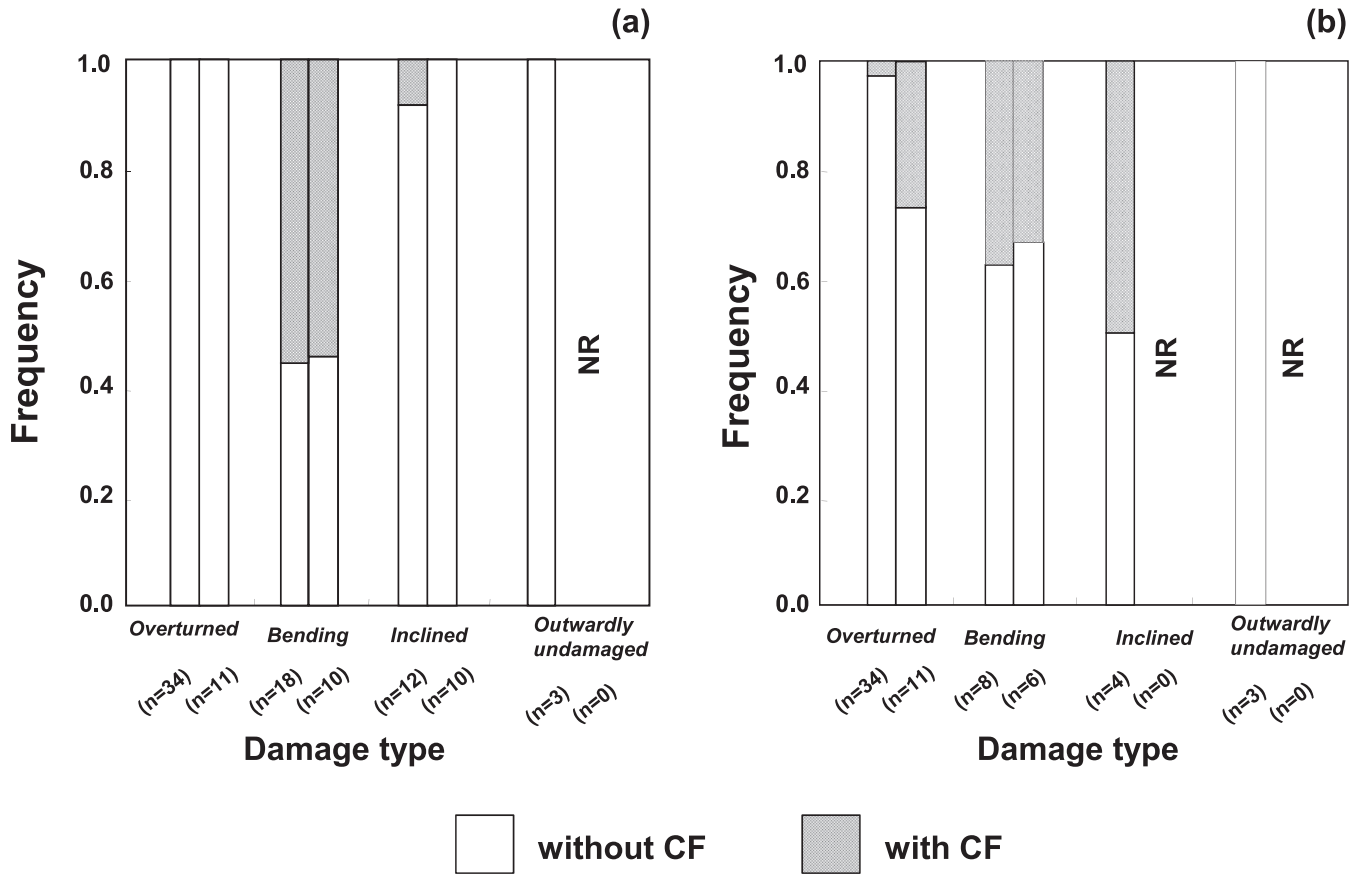 (a)
Frequency
1.0
0.8
0.6
0.4
0.2
0.0
NR
Overturned
Bending
Inclined
Outwardly
undamaged
(n=34)
(n=11)
(n=18)
(n=10)
(n=12)
(n=10)
(n=3)
(n=0)
Damage type
(b)
Frequency
1.0
0.8
0.6
0.4
0.2
0.0
NR
NR
Overturned
Bending
Inclined
Outwardly
undamaged
(n=34)
(n=11)
(n=8)
(n=6)
(n=4)
(n=0)
(n=3)
(n=0)
Damage type
without CF
with CF